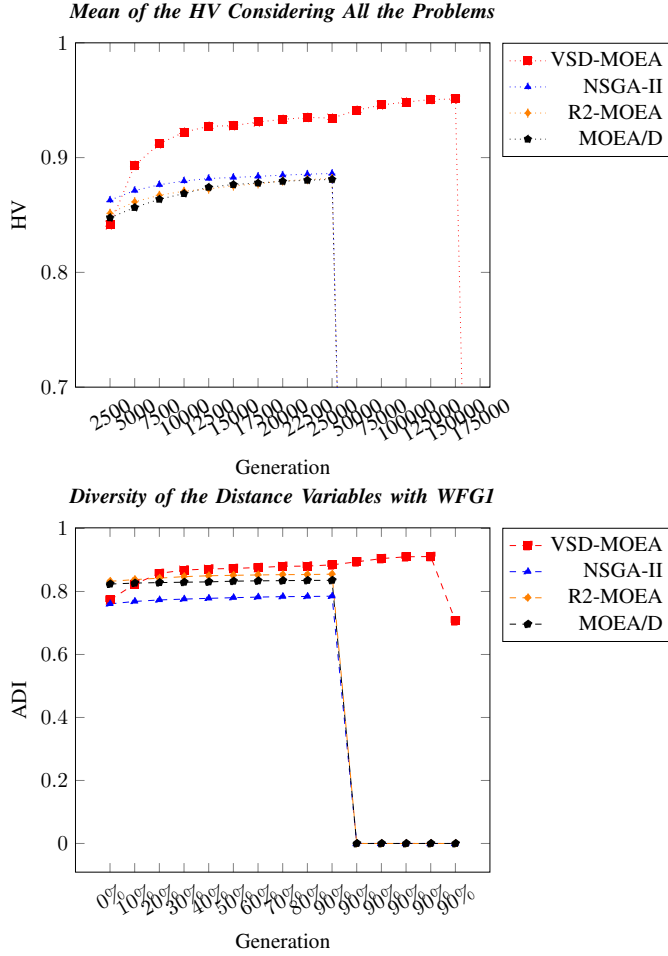 Mean of the HV Considering All the Problems
1
0.9
0.8
0.7
HV
2500
5000
7500
10000
12500
15000
17500
20000
22500
25000
50000
75000
100000
125000
150000
175000
Generation
VSD-MOEA
NSGA-II
R2-MOEA
MOEA/D
Diversity of the Distance Variables with WFG1
1
0.8
0.6
0.4
0.2
0
ADI
0%
10%
20%
30%
40%
50%
60%
70%
80%
90%
90%
90%
90%
90%
90%
Generation
VSD-MOEA
NSGA-II
R2-MOEA
MOEA/D